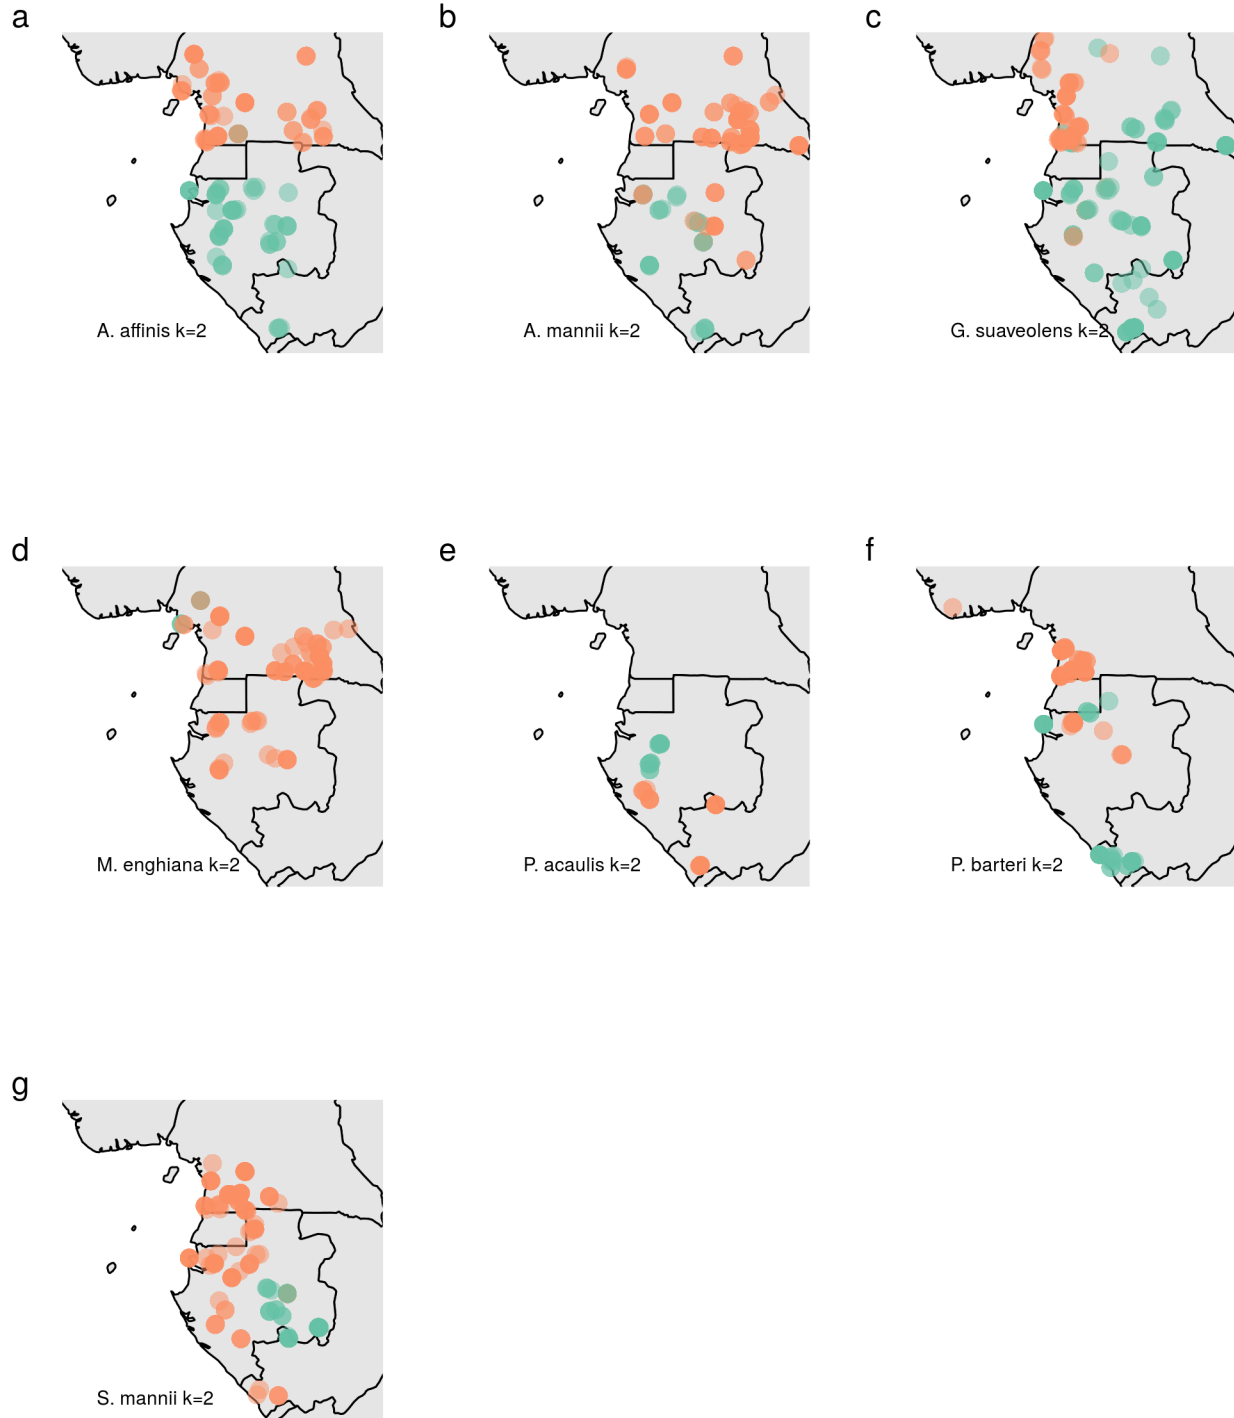 a
b
c
A. affinis k=2
A. mannii k=2
G. suaveolens k=2
d
e
f
M. enghiana k=2
P. acaulis k=2
P. barteri k=2
g
S. mannii k=2